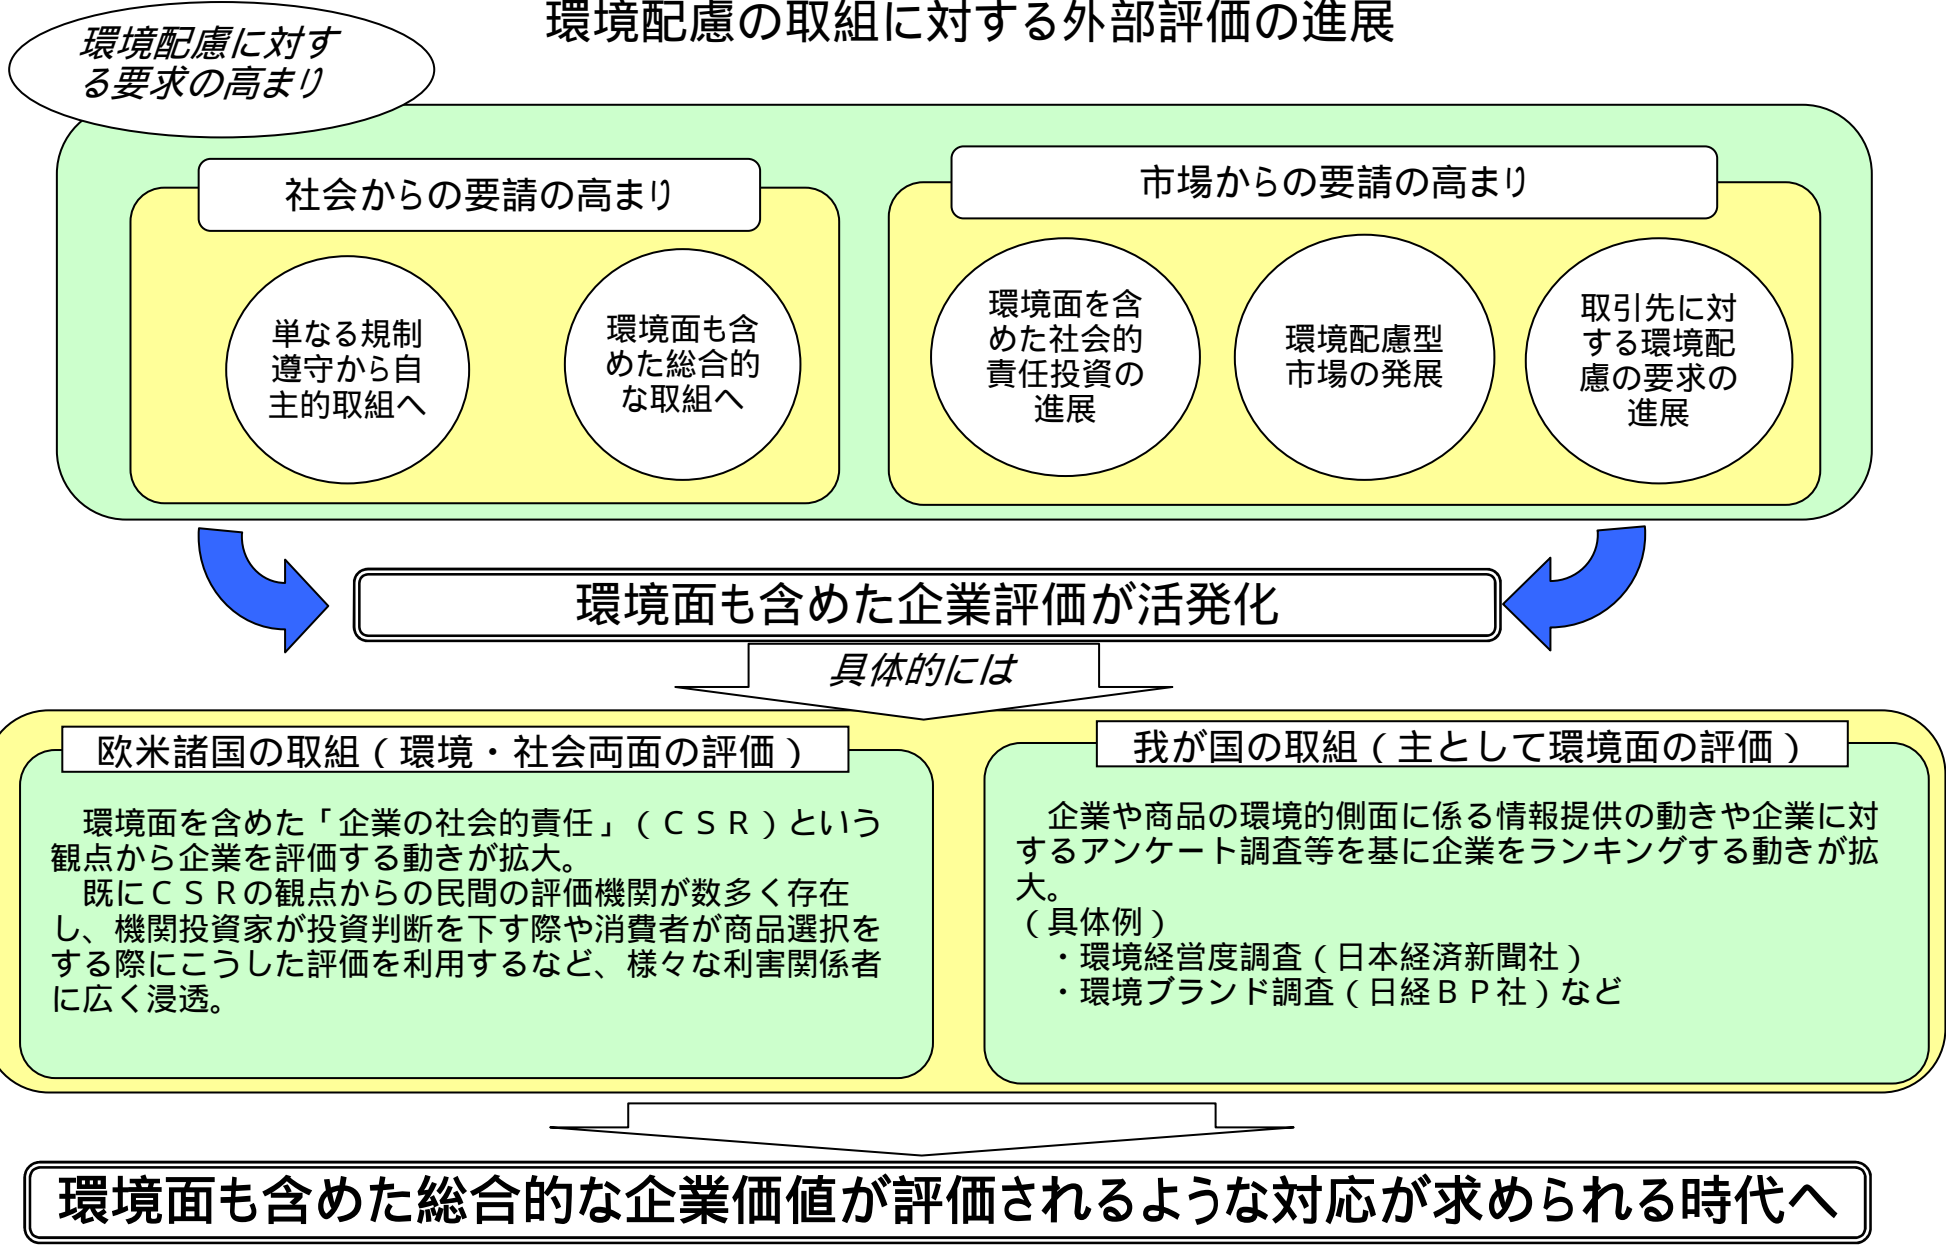 環境配慮の取組に対する外部評価の進展
環境配慮に対す
る要求の高まり
社会からの要請の高まり
単なる規制
遵守から自
主的取組へ
環境面も含
めた総合的
な取組へ
市場からの要請の高まり
環境面を含
めた社会的
責任投資の
進展
環境配慮型
市場の発展
取引先に対
する環境配
慮の要求の
進展
環境面も含めた企業評価が活発化
具体的には
欧米諸国の取組（環境・社会両面の評価）
　環境面を含めた「企業の社会的責任」（ＣＳＲ）という
観点から企業を評価する動きが拡大。
　既にＣＳＲの観点からの民間の評価機関が数多く存在
し、機関投資家が投資判断を下す際や消費者が商品選択を
する際にこうした評価を利用するなど、様々な利害関係者
に広く浸透。
我が国の取組（主として環境面の評価）
　企業や商品の環境的側面に係る情報提供の動きや企業に対
するアンケート調査等を基に企業をランキングする動きが拡
大。
（具体例）
　・環境経営度調査（日本経済新聞社）
　・環境ブランド調査（日経ＢＰ社）など
環境面も含めた総合的な企業価値が評価されるような対応が求められる時代へ